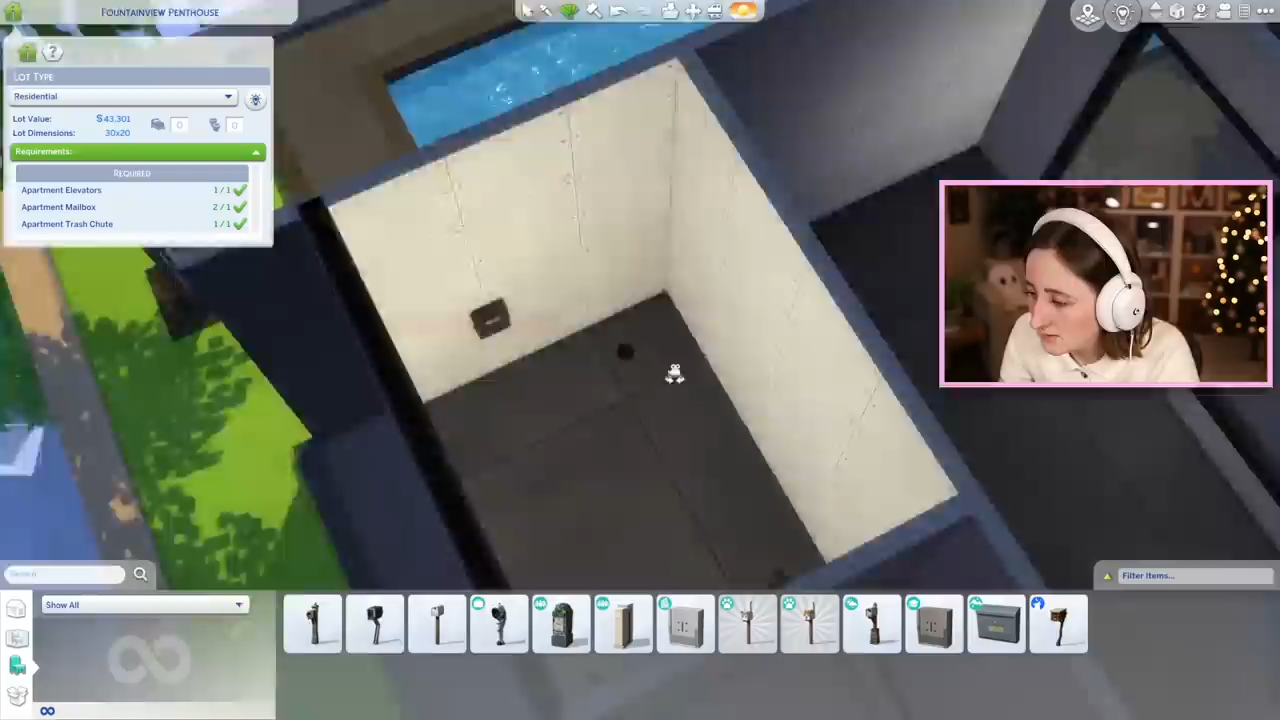 FOUNTAINVIEW PENTHOUSE
?
LOT TYPE
Residential
Lot Value: $43,301 0 0
Lot Dimensions: 30x20
Requirements:
REQUIRED
Apartment Elevators 1/1
Apartment Mailbox 2/1
Apartment Trash Chute 1/1
Search
Filter Items...
Show All